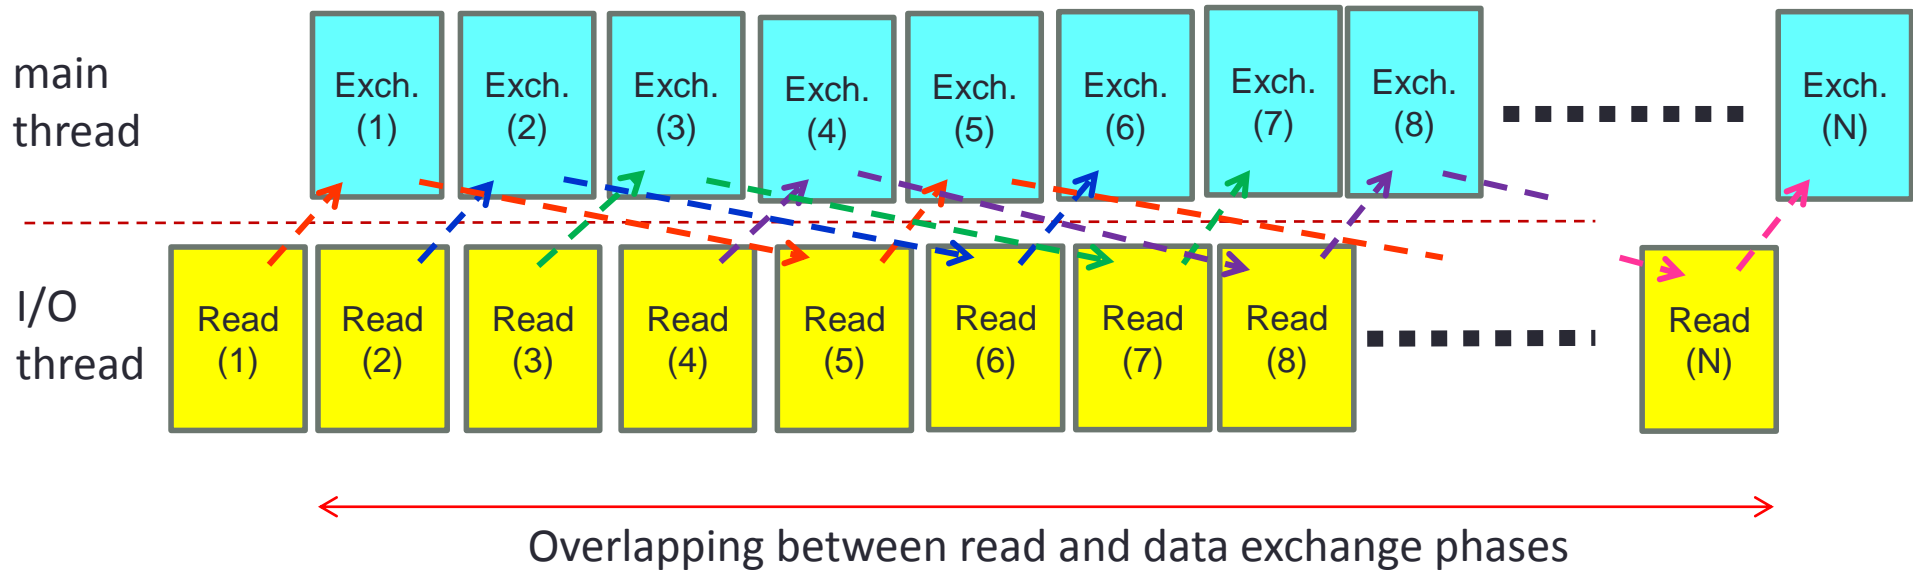 main
thread
Exch.
(1)
Exch.
(2)
Exch.
(3)
Exch.
(4)
Exch.
(5)
Exch.
(6)
Exch.
(7)
Exch.
(8)
Exch.
(N)
I/O
thread
Read
(1)
Read
(2)
Read
(3)
Read
(4)
Read
(5)
Read
(6)
Read
(7)
Read
(8)
Read
(N)
Overlapping between read and data exchange phases